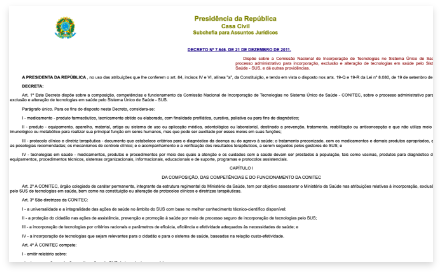 Presidência da República
Casa Civil
Subchefia para Assuntos Jurídicos
DECRETO Nº 7.646, DE 21 DE DEZEMBRO DE 2011.
Dispõe sobre a Comissão Nacional de Incorporação de Tecnologias no Sistema Único de
processo administrativo para incorporação, exclusão e alteração de tecnologias em saúde pelo
Saúde - SUS, e dá outras providências.
A PRESIDENTA DA REPÚBLICA, no uso das atribuições que lhe conferem o art. 84, incisos IV e VI, alínea "a", da Constituição, e tendo em vista o disposto nos arts. 19-Q e 19-R da Lei nº 8.080, de 19 de setembro de
DECRETA:
Art. 1º Este Decreto dispõe sobre a composição, competências e funcionamento da Comissão Nacional de Incorporação de Tecnologias no Sistema Único de Saúde - CONITEC, sobre o processo administrativo para
exclusão e alteração de tecnologias em saúde pelo Sistema Único de Saúde - SUS.
Parágrafo único. Para os fins do disposto neste Decreto, considera-se:
I - medicamento - produto farmacêutico, tecnicamente obtido ou elaborado, com finalidade profilática, curativa, paliativa ou para fins de diagnóstico;
II - produto - equipamento, aparelho, material, artigo ou sistema de uso ou aplicação médica, odontológica ou laboratorial, destinado à prevenção, tratamento, reabilitação ou anticoncepção e que não utiliza meio
imunológico ou metabólico para realizar sua principal função em seres humanos, mas que pode ser auxiliado por esses meios em suas funções;
III - protocolo clínico e diretriz terapêutica - documento que estabelece critérios para o diagnóstico da doença ou do agravo à saúde; o tratamento preconizado, com os medicamentos e demais produtos apropriados,
as posologias recomendadas; os mecanismos de controle clínico; e o acompanhamento e a verificação dos resultados terapêuticos, a serem seguidos pelos gestores do SUS; e
IV - tecnologias em saúde - medicamentos, produtos e procedimentos por meio dos quais a atenção e os cuidados com a saúde devam ser prestados à população, tais como vacinas, produtos para diagnóstico
equipamentos, procedimentos técnicos, sistemas organizacionais, informacionais, educacionais e de suporte, programas e protocolos assistenciais.
CAPÍTULO I
DA COMPOSIÇÃO, DAS COMPETÊNCIAS E DO FUNCIONAMENTO DA CONITEC
Art. 2º A CONITEC, órgão colegiado de caráter permanente, integrante da estrutura regimental do Ministério da Saúde, tem por objetivo assessorar o Ministério da Saúde nas atribuições relativas à incorporação,
pelo SUS de tecnologias em saúde, bem como na constituição ou alteração de protocolos clínicos e diretrizes terapêuticas.
Art. 3º São diretrizes da CONITEC:
I - a universalidade e a integralidade das ações de saúde no âmbito do SUS com base no melhor conhecimento técnico-científico disponível;
II - a proteção do cidadão nas ações de assistência, prevenção e promoção à saúde por meio de processo seguro de incorporação de tecnologias pelo SUS;
III - a incorporação de tecnologias por critérios racionais e parâmetros de eficácia, eficiência e efetividade adequados às necessidades de saúde; e
IV - a incorporação de tecnologias que sejam relevantes para o cidadão e para o sistema de saúde, baseadas na relação custo-efetividade.
Art. 4º À CONITEC compete:
I - emitir relatório sobre: